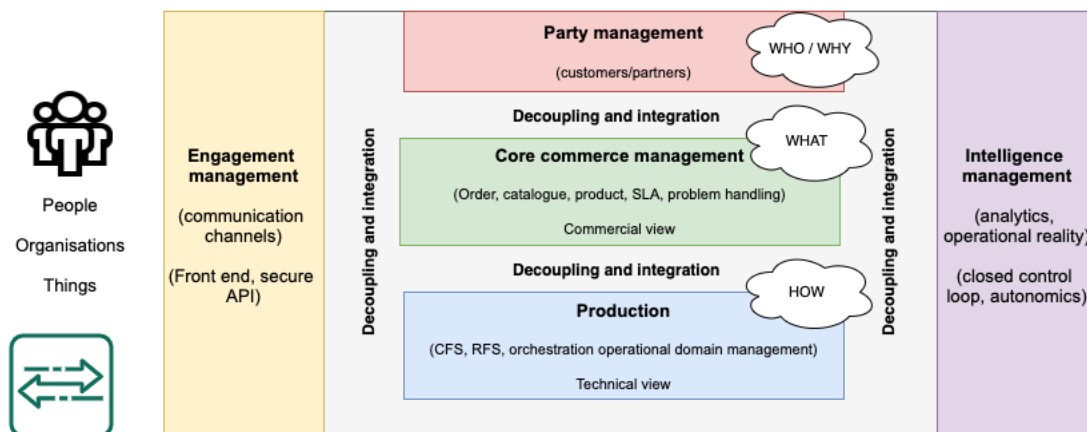 People
Organisations
Things
Engagement
management
(communication
channels)
(Front end, secure
API)
Decoupling and integration
Party management
(customers/partners)
WHO / WHY
Decoupling and integration
Core commerce management
(Order, catalogue, product, SLA, problem handling)
Commercial view
WHAT
Decoupling and integration
Production
(CFS, RFS, orchestration operational domain management)
Technical view
HOW
Decoupling and integration
Intelligence
management
(analytics,
operational reality)
(closed control
loop, autonomics)